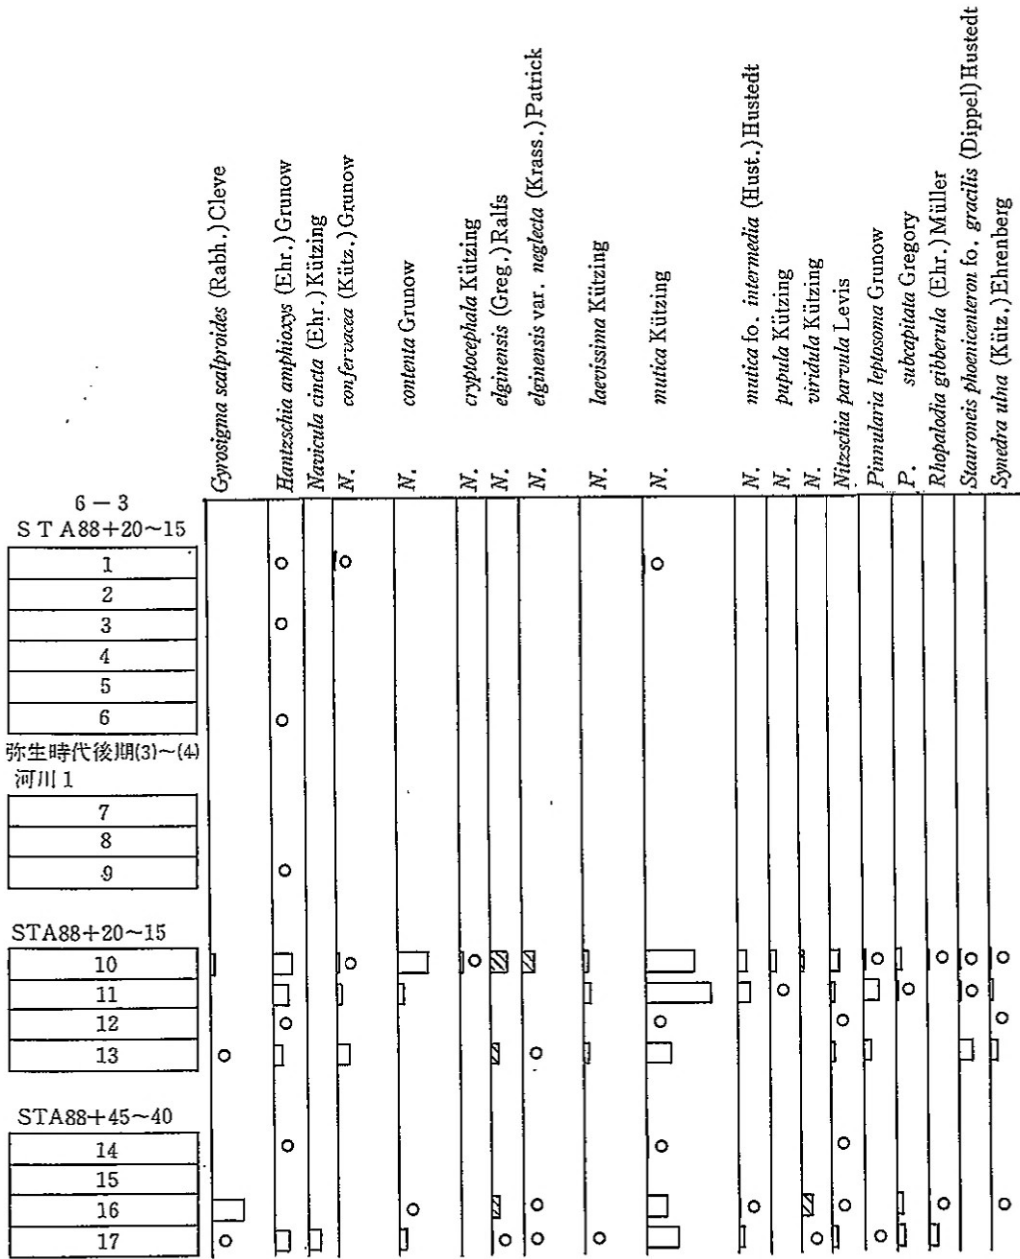 Gyrosigma scalproides (Rabh.) Cleve
Hantzschia amphioxys (Ehr.) Grunow
Navicula cincta (Ehr.) Kützing
N. confervacea (Kütz.) Grunow
N. contenta Grunow
N. cryptocephala Kützing
N. elginensis (Greg.) Ralfs
N. elginensis var. neglecta (Krass.) Patrick
N. laevissima Kützing
N. mutica Kützing
N. mutica fo. intermedia (Hust.) Hustedt
N. pupula Kützing
N. viridula Kützing
Nitzschia parvula Levis
Pinnularia leptosoma Grunow
P. subcapitata Gregory
Rhopalodia gibberula (Ehr.) Müller
Stauroneis phoenicenteron fo. gracilis (Dippel) Hustedt
Synedra ulna (Kütz.) Ehrenberg
6-3
STA88+20~15
1
2
3
4
5
6
弥生時代後期(3)~(4)
河川1
7
8
9
STA88+20~15
10
11
12
13
STA88+45~40
14
15
16
17